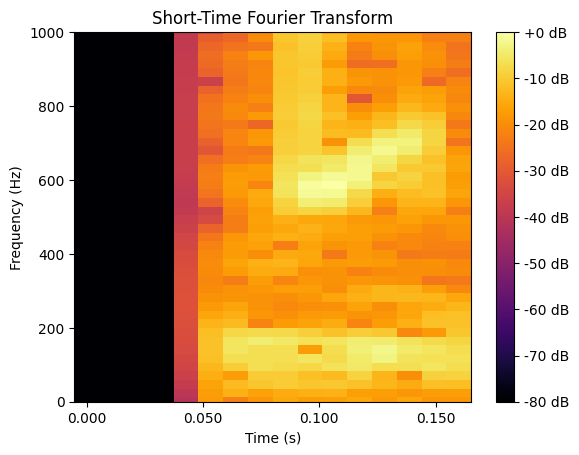 Short-Time Fourier Transform
1000
800
600
400
200
0
Frequency (Hz)
0.000
0.050
0.100
0.150
Time (s)
+0 dB
-10 dB
-20 dB
-30 dB
-40 dB
-50 dB
-60 dB
-70 dB
-80 dB